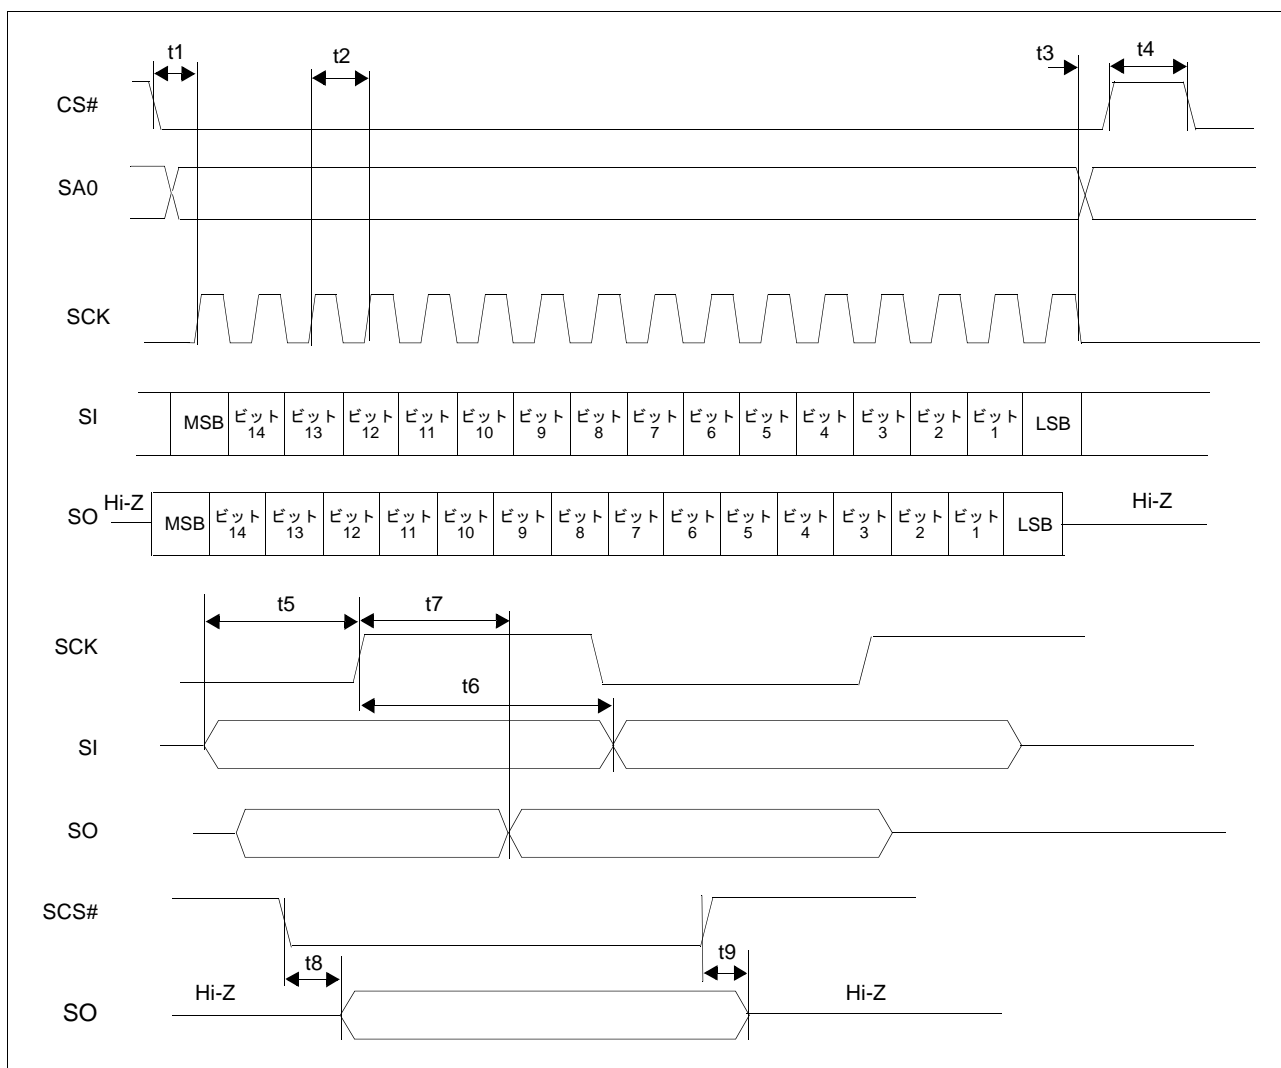 t1
t2
t3
t4
CS#
SA0
SCK
SI
MSB
ビット
14
ビット
13
ビット
12
ビット
11
ビット
10
ビット
9
ビット
8
ビット
7
ビット
6
ビット
5
ビット
4
ビット
3
ビット
2
ビット
1
LSB
SO
Hi-Z
MSB
ビット
14
ビット
13
ビット
12
ビット
11
ビット
10
ビット
9
ビット
8
ビット
7
ビット
6
ビット
5
ビット
4
ビット
3
ビット
2
ビット
1
LSB
Hi-Z
t5
t7
SCK
t6
SI
SO
SCS#
t8
t9
Hi-Z
Hi-Z
SO